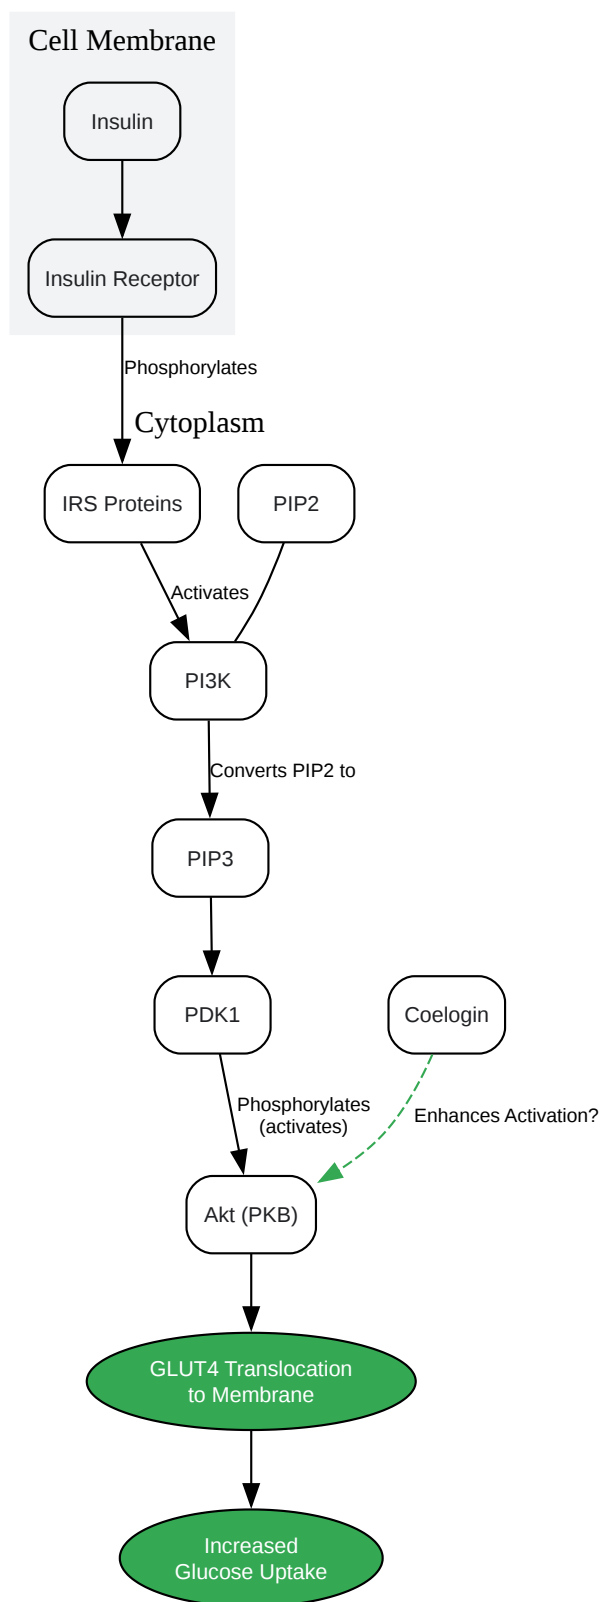 Cell Membrane
Insulin
Insulin Receptor
Phosphorylates
Cytoplasm
IRS Proteins
PIP2
Activates
PI3K
Converts PIP2 to
PIP3
PDK1
Coelogin
Phosphorylates
(activates)
Enhances Activation?
Akt (PKB)
GLUT4 Translocation
to Membrane
Increased
Glucose Uptake